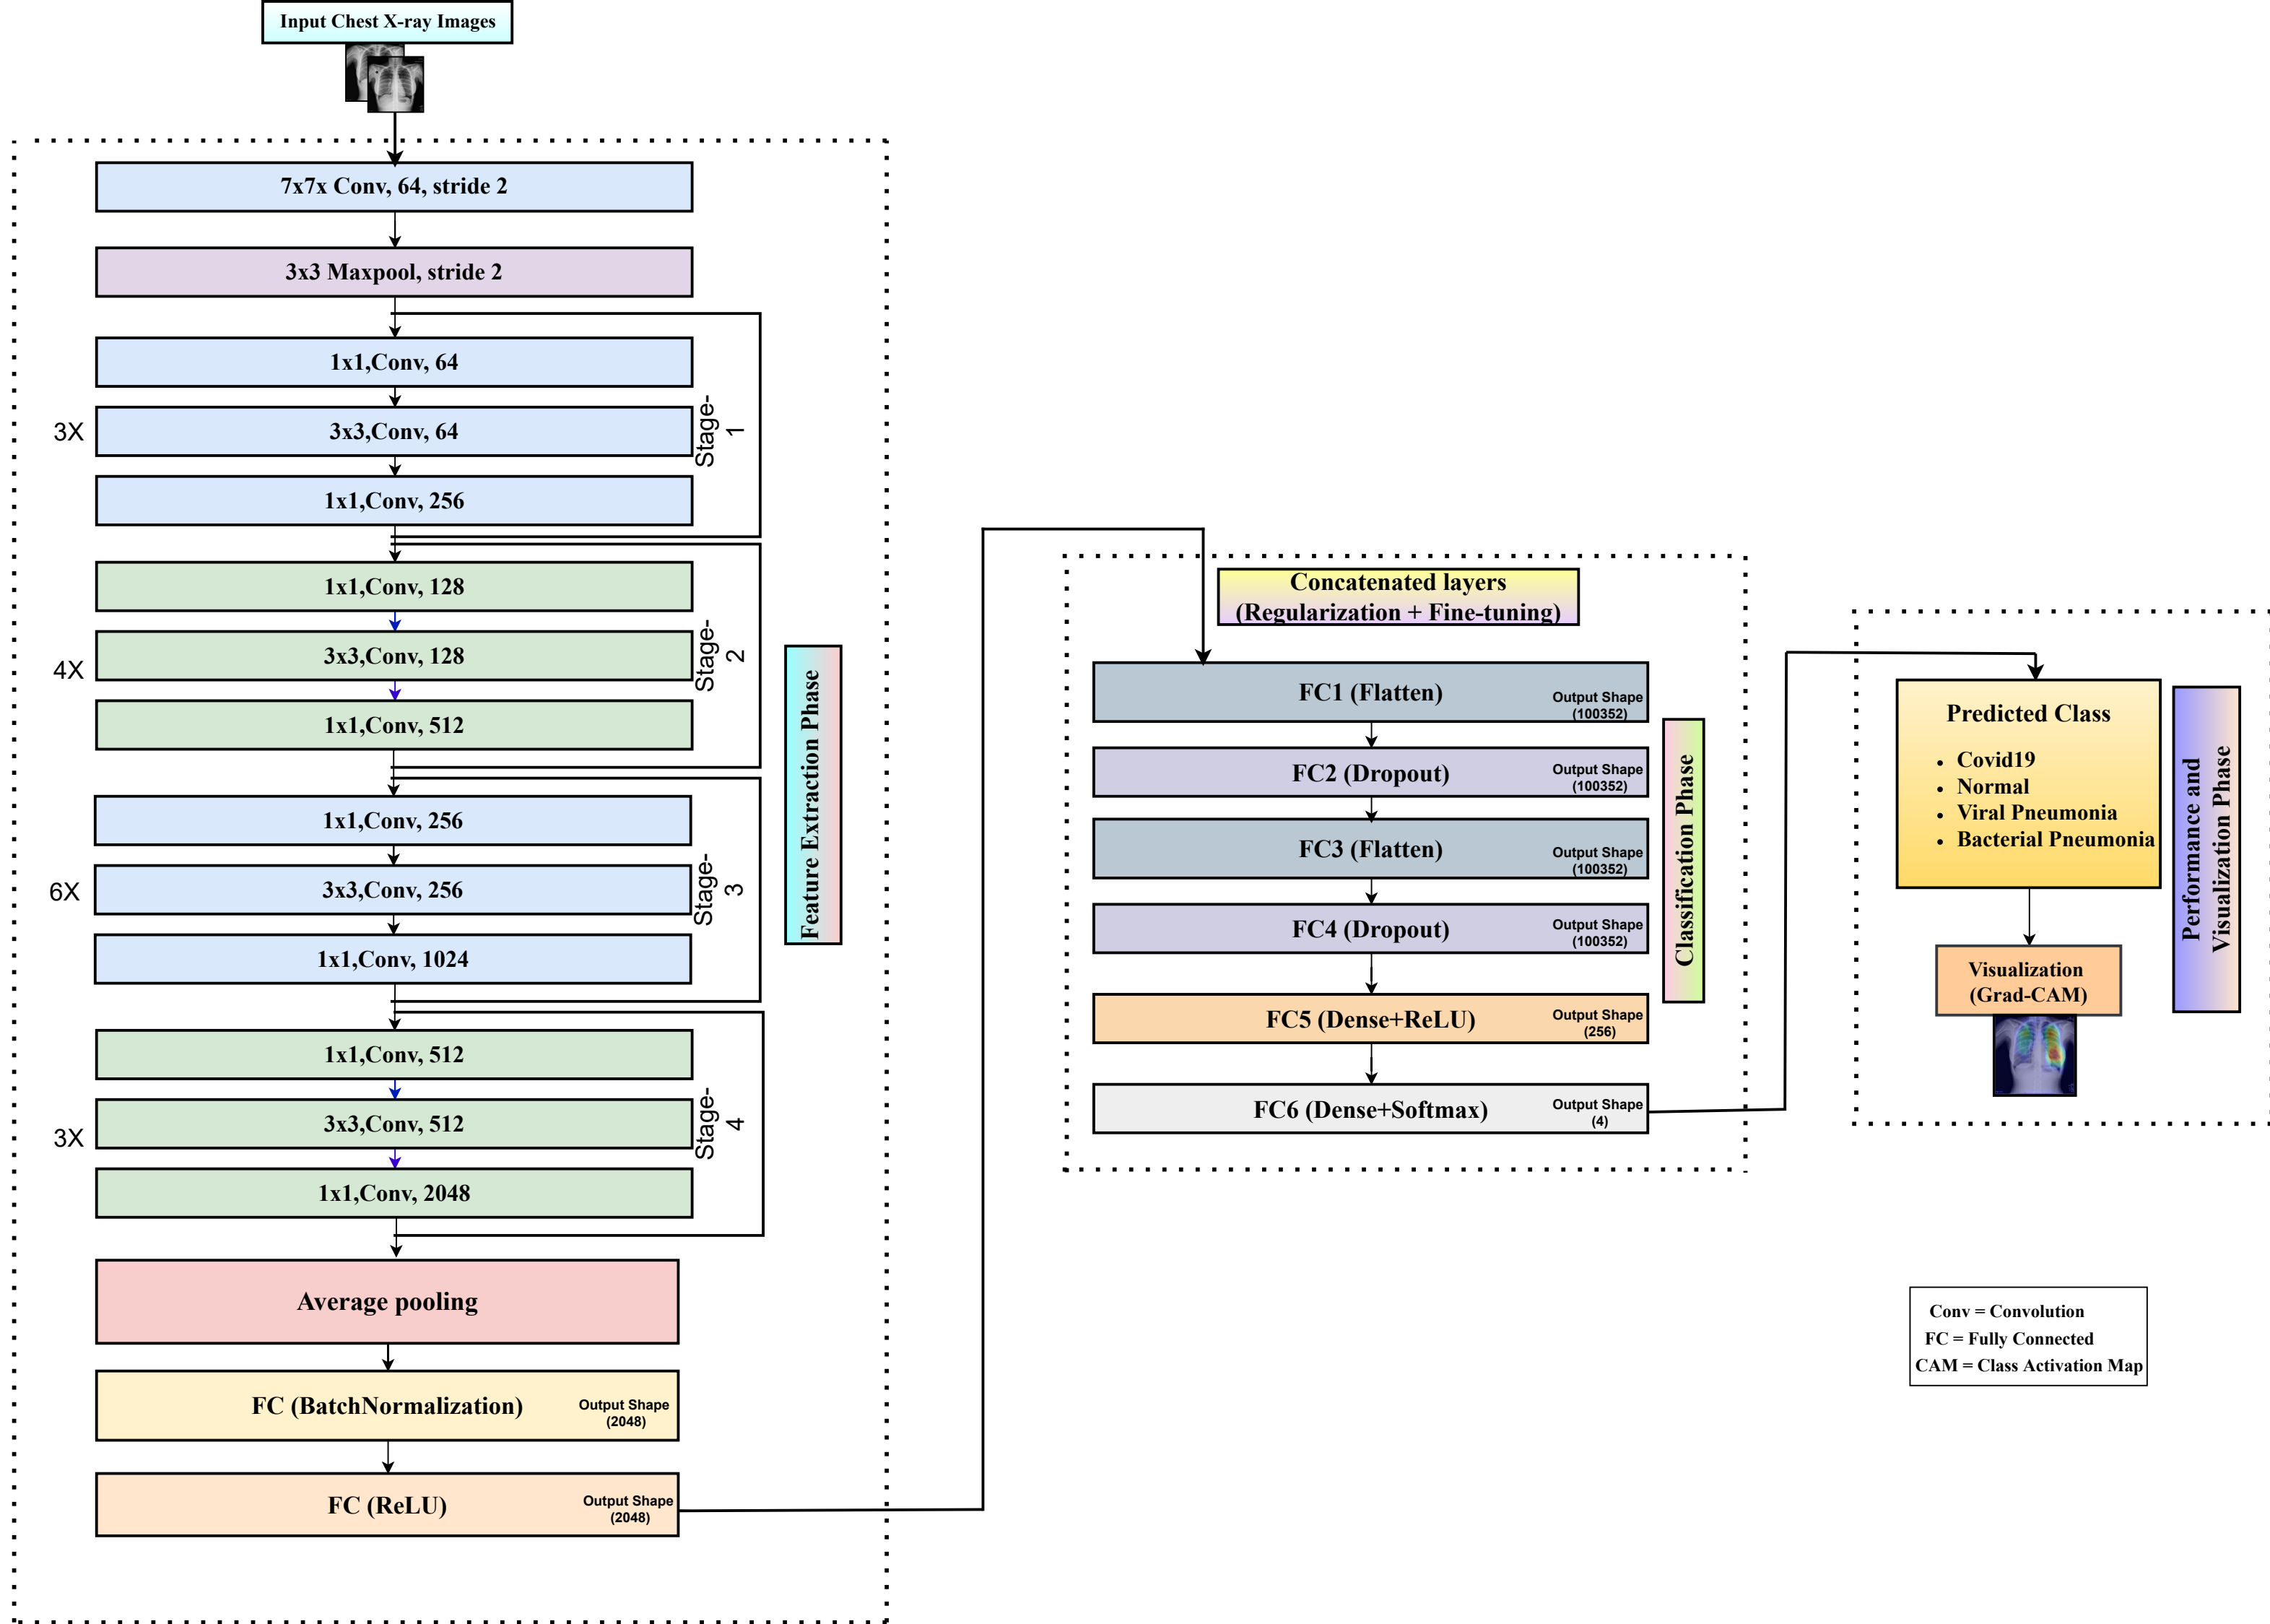 Input Chest X-ray Images
7x7x Conv, 64, stride 2
3x3 Maxpool, stride 2
1x1,Conv, 64
3x3,Conv, 64
1x1,Conv, 256
3X
Stage-
1
1x1,Conv, 128
3x3,Conv, 128
1x1,Conv, 512
4X
Stage-
2
1x1,Conv, 256
3x3,Conv, 256
1x1,Conv, 1024
6X
Stage-
3
1x1,Conv, 512
3x3,Conv, 512
1x1,Conv, 2048
3X
Stage-
4
Average pooling
FC (BatchNormalization)
Output Shape
(2048)
FC (ReLU)
Output Shape
(2048)
Feature Extraction Phase
Concatenated layers
(Regularization + Fine-tuning)
FC1 (Flatten)
Output Shape
(100352)
FC2 (Dropout)
Output Shape
(100352)
FC3 (Flatten)
Output Shape
(100352)
FC4 (Dropout)
Output Shape
(100352)
FC5 (Dense+ReLU)
Output Shape
(256)
FC6 (Dense+Softmax)
Output Shape
(4)
Classification Phase
Predicted Class
• Covid19
• Normal
• Viral Pneumonia
• Bacterial Pneumonia
Visualization
(Grad-CAM)
Performance and
Visualization Phase
Conv = Convolution
FC = Fully Connected
CAM = Class Activation Map